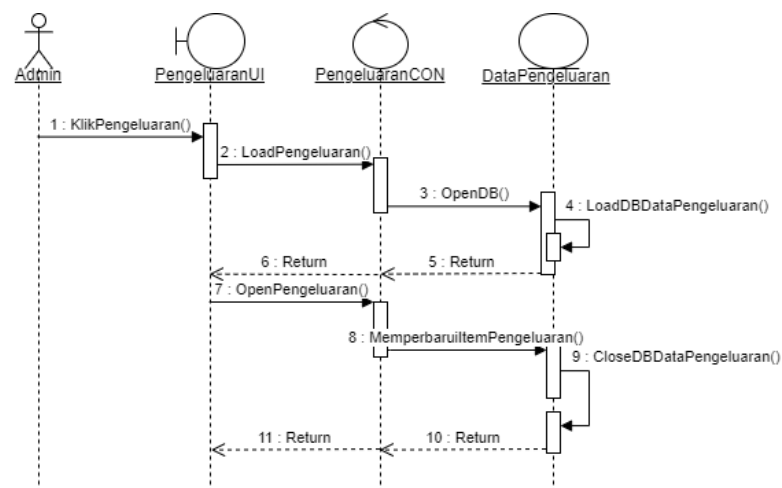 Admin
PengeluaranUI
PengeluaranCON
DataPengeluaran
1 : KlikPengeluaran()
2 : LoadPengeluaran()
3 : OpenDB()
4 : LoadDBDataPengeluaran()
6 : Return
5 : Return
7 : OpenPengeluaran()
8 : MemperbaruiItemPengeluaran()
9 : CloseDBDataPengeluaran()
11 : Return
10 : Return